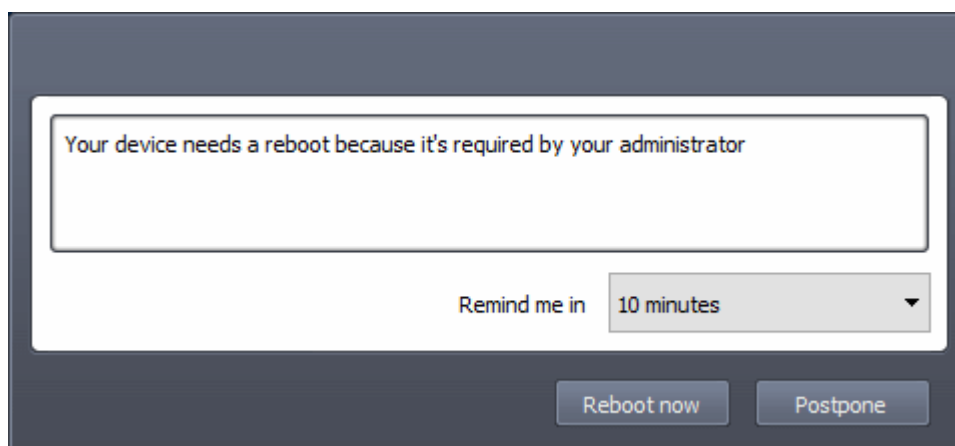 Your device needs a reboot because it's required by your administrator
Remind me in 10 minutes
Reboot now Postpone